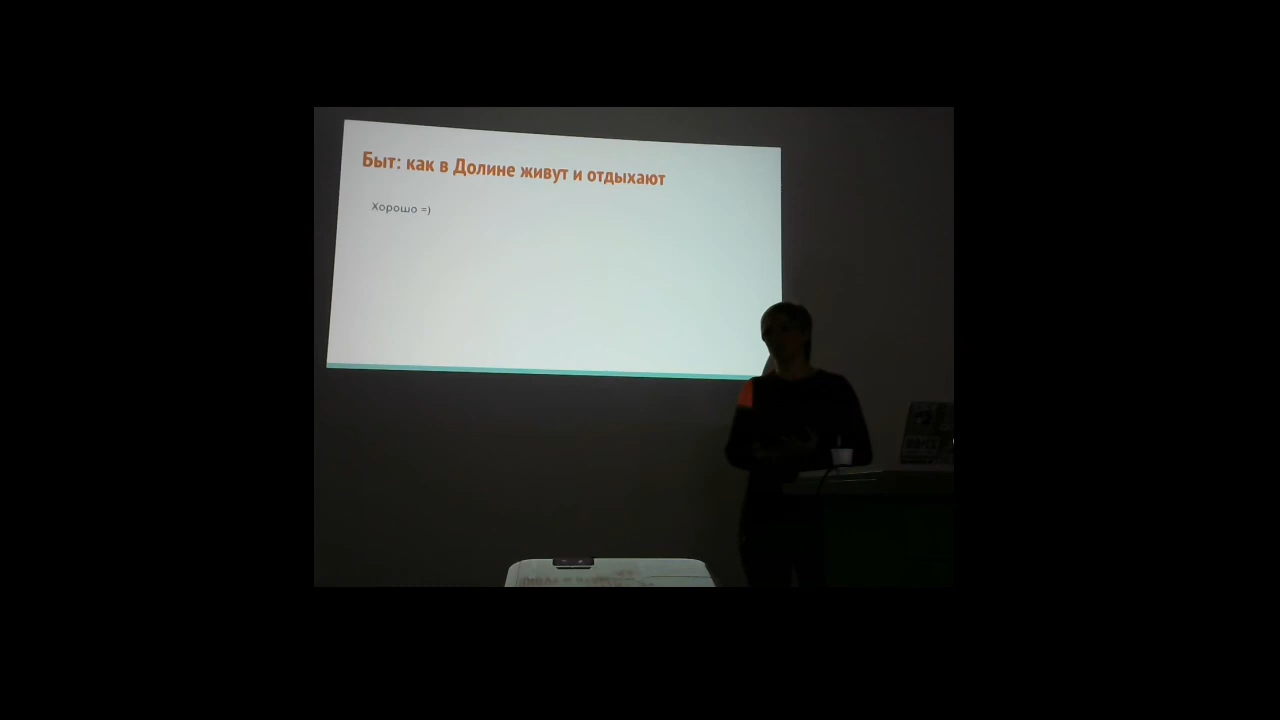 Быт: как в Долине живут и отдыхают
Хорошо =)